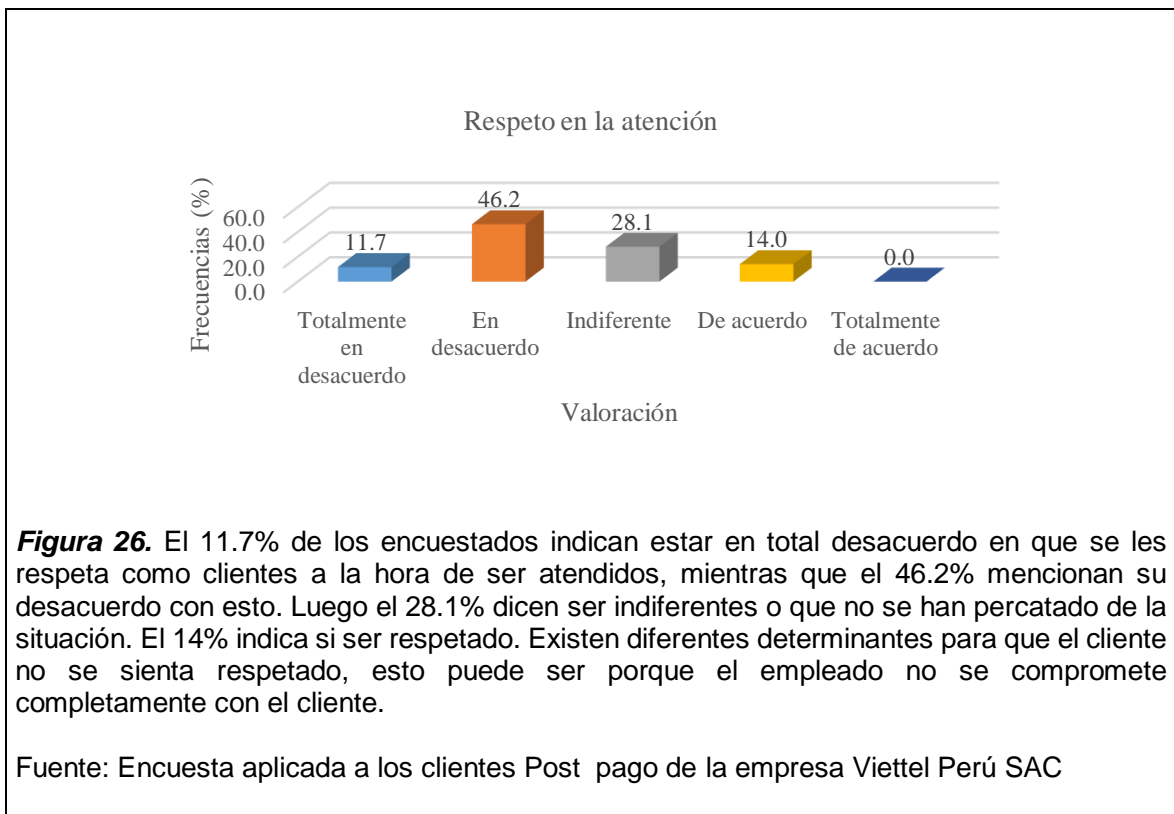 Respeto en la atención
Frecuencias (%)
60.0
40.0
20.0
0.0
11.7
46.2
28.1
14.0
0.0
Totalmente
en
desacuerdo
En
desacuerdo
Indiferente
De acuerdo
Totalmente
de acuerdo
Valoración
Figura 26. El 11.7% de los encuestados indican estar en total desacuerdo en que se les
respeta como clientes a la hora de ser atendidos, mientras que el 46.2% mencionan su
desacuerdo con esto. Luego el 28.1% dicen ser indiferentes o que no se han percatado de la
situación. El 14% indica si ser respetado. Existen diferentes determinantes para que el cliente
no se sienta respetado, esto puede ser porque el empleado no se compromete
completamente con el cliente.
Fuente: Encuesta aplicada a los clientes Post pago de la empresa Viettel Perú SAC